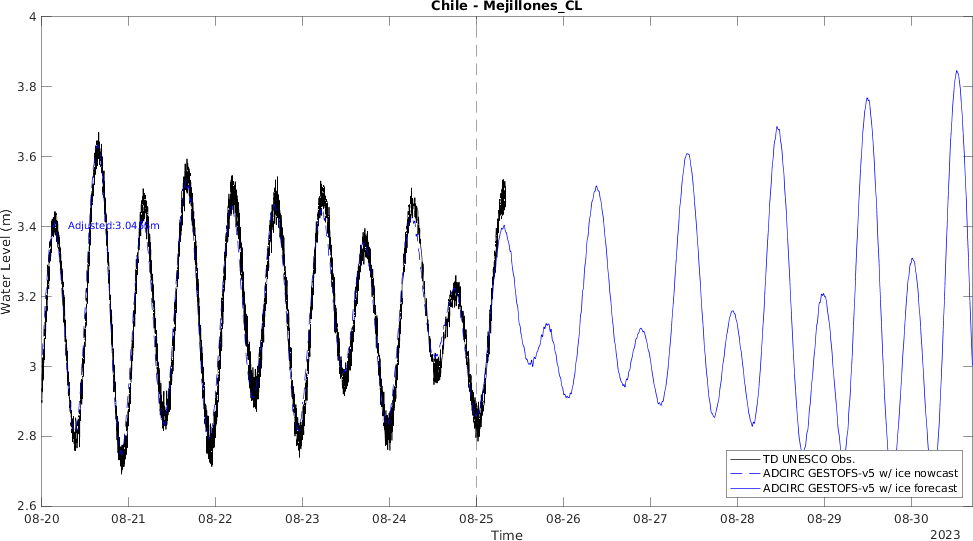 Chile - Mejillones_CL
4
3.8
3.6
3.4
3.2
3
2.8
2.6
Water Level (m)
TD UNESCO Obs.
ADCIRC GESTOFS-v5 w/ ice nowcast
ADCIRC GESTOFS-v5 w/ ice forecast
08-20 08-21 08-22 08-23 08-24 08-25 08-26 08-27 08-28 08-29 08-30
Time
2023